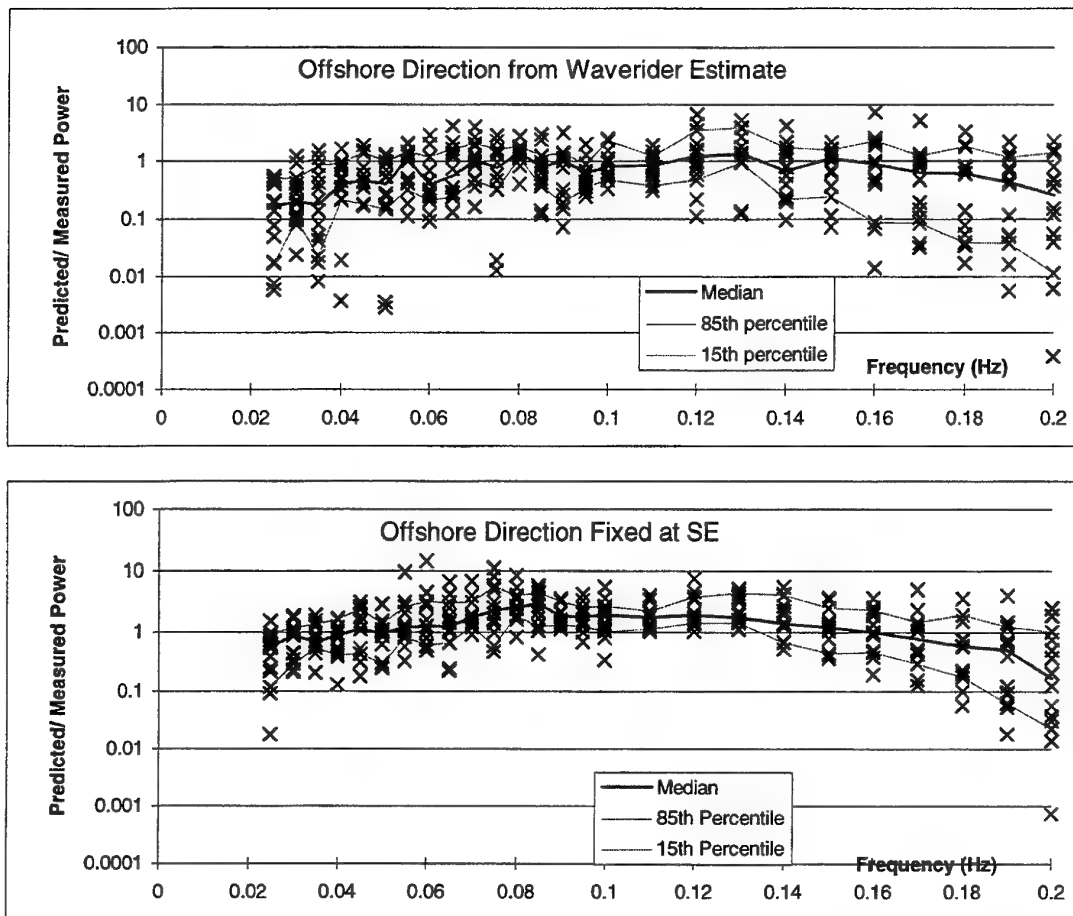 Offshore Direction from Waverider Estimate
Predicted/ Measured Power
100
10
1
0.1
0.01
0.001
0.0001
Median
85th percentile
15th percentile
Frequency (Hz)
0 0.02 0.04 0.06 0.08 0.1 0.12 0.14 0.16 0.18 0.2
Offshore Direction Fixed at SE
Predicted/ Measured Power
100
10
1
0.1
0.01
0.001
0.0001
Median
85th Percentile
15th Percentile
Frequency (Hz)
0 0.02 0.04 0.06 0.08 0.1 0.12 0.14 0.16 0.18 0.2